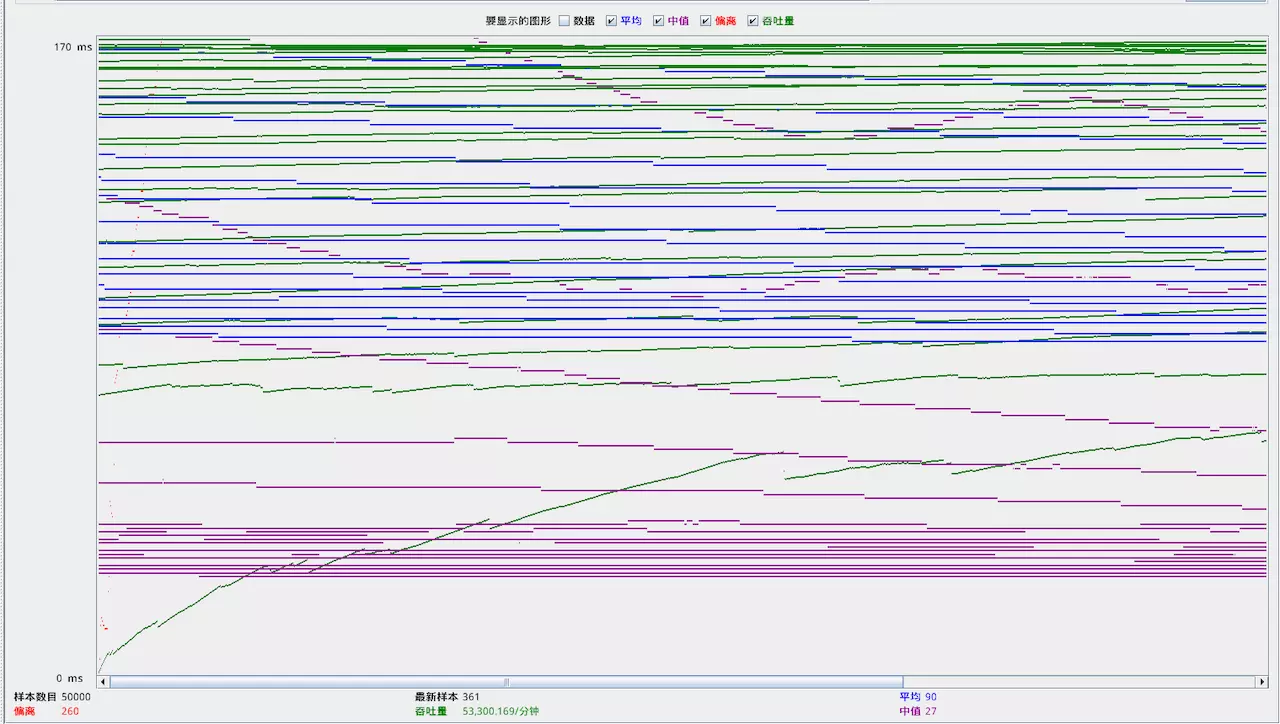 要显示的图形 数据 平均 中值 偏离 吞吐量
170 ms
0 ms
样本数目 50000 最新样本 361 平均 90
偏离 260 吞吐量 53,300.169/分钟 中值 27